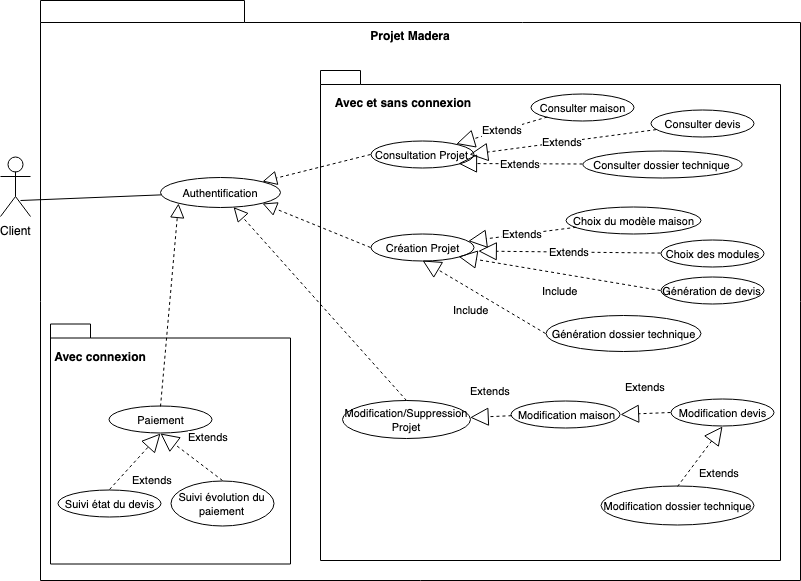 Projet Madera
Avec et sans connexion
Consulter maison
Extends
Consulter devis
Extends
Consultation Projet
Extends
Consulter dossier technique
Authentification
Client
Choix du modèle maison
Extends
Création Projet
Extends
Choix des modules
Include
Génération de devis
Include
Génération dossier technique
Avec connexion
Paiement
Extends
Extends
Suivi état du devis
Suivi évolution du
paiement
Modification/Suppression
Projet
Extends
Modification maison
Extends
Modification devis
Extends
Modification dossier technique